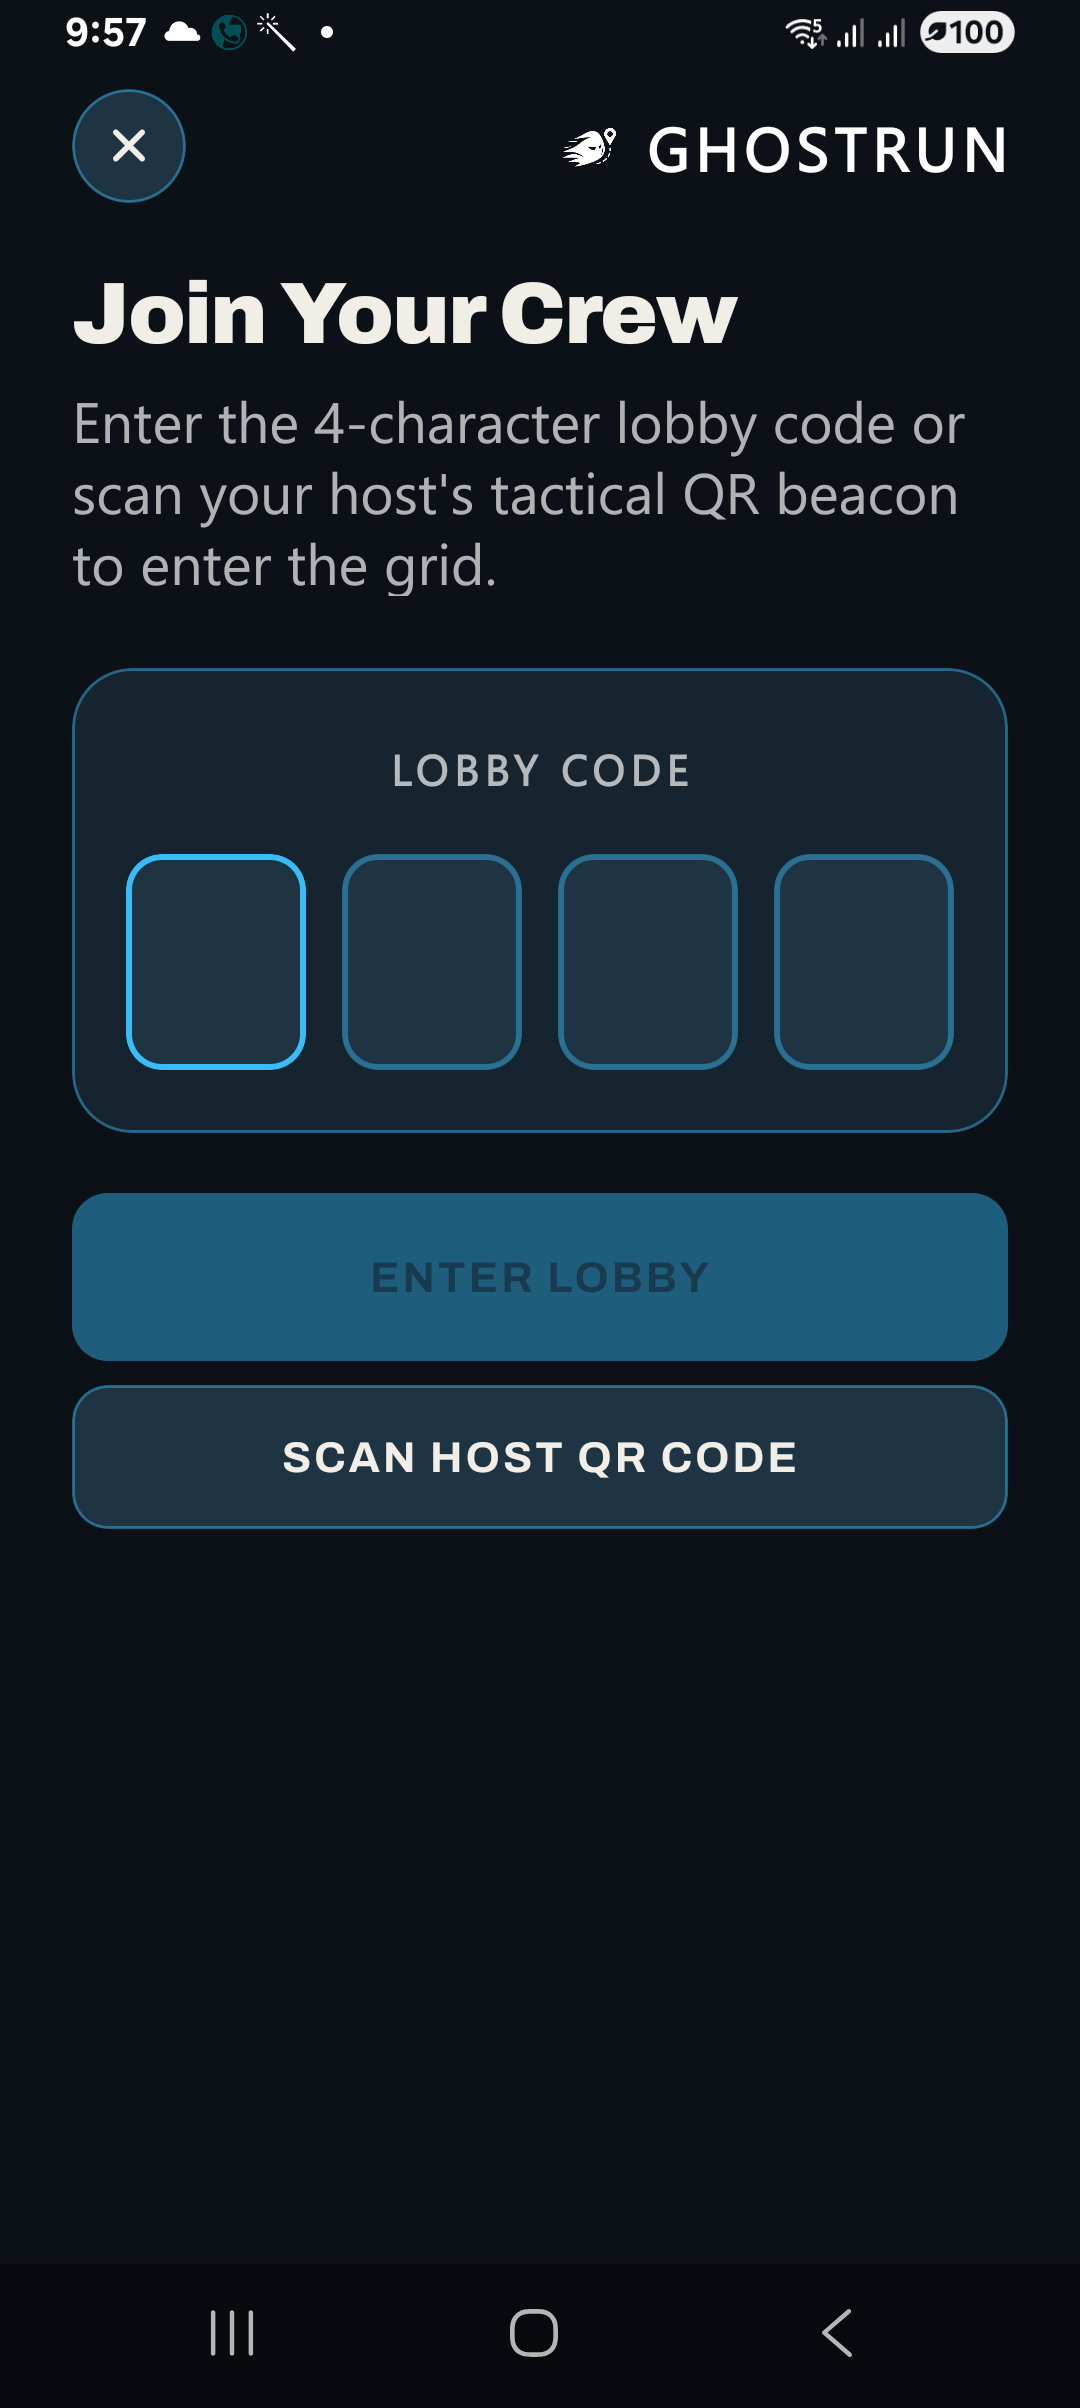 9:57
5
100
GHOSTRUN
Join Your Crew
Enter the 4-character lobby code or
scan your host's tactical QR beacon
to enter the grid.
LOBBY CODE
ENTER LOBBY
SCAN HOST QR CODE